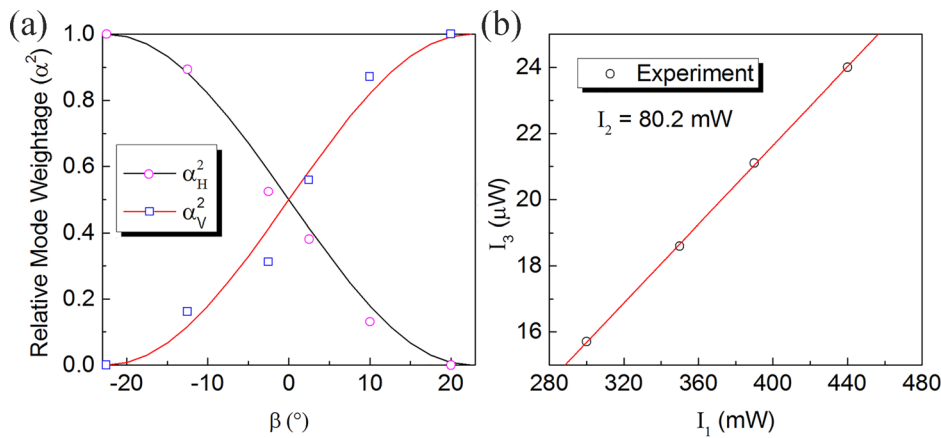 (a)
Relative Mode Weightage (α²)
1.0
0.8
0.6
0.4
0.2
0.0
α²H
α²V
-20 -10 0 10 20
β (°)
(b)
I₃ (μW)
24
22
20
18
16
Experiment
I₂ = 80.2 mW
280 320 360 400 440 480
I₁ (mW)